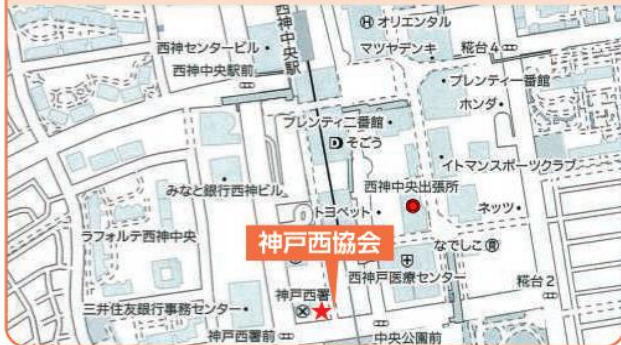 オリエンタル
西神センタービル
西神中央駅
マツヤデンキ
糀台4
西神中央駅前
プレンティー番館
ホンダ
プレンティ二番館
そごう
イトマンスポーツクラブ
みなと銀行西神ビル
西神中央出張所
トヨペット
ネッツ
ラフォルテ西神中央
神戸西協会
なでしこ
西神戸医療センター
神戸西署
糀台2
三井住友銀行事務センター
神戸西署前
中央公園前